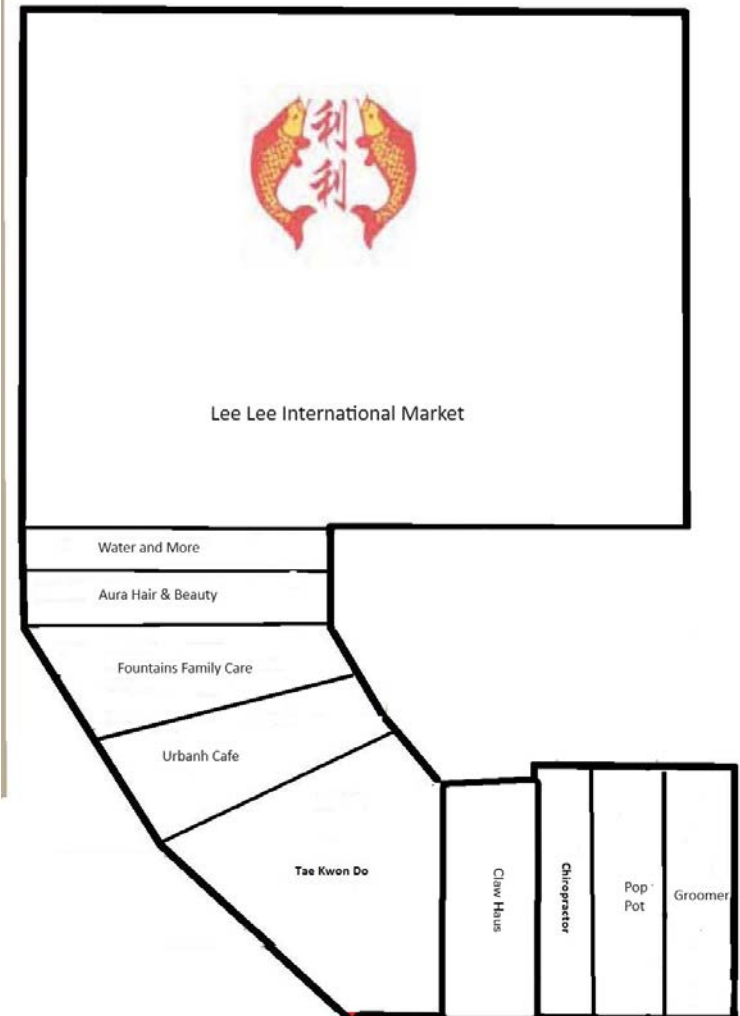 利
利
Lee Lee International Market
Water and More
Aura Hair & Beauty
Fountains Family Care
Urbanh Cafe
Tae Kwon Do
Claw Haus
Chiropractor
Pop
Pot
Groomer